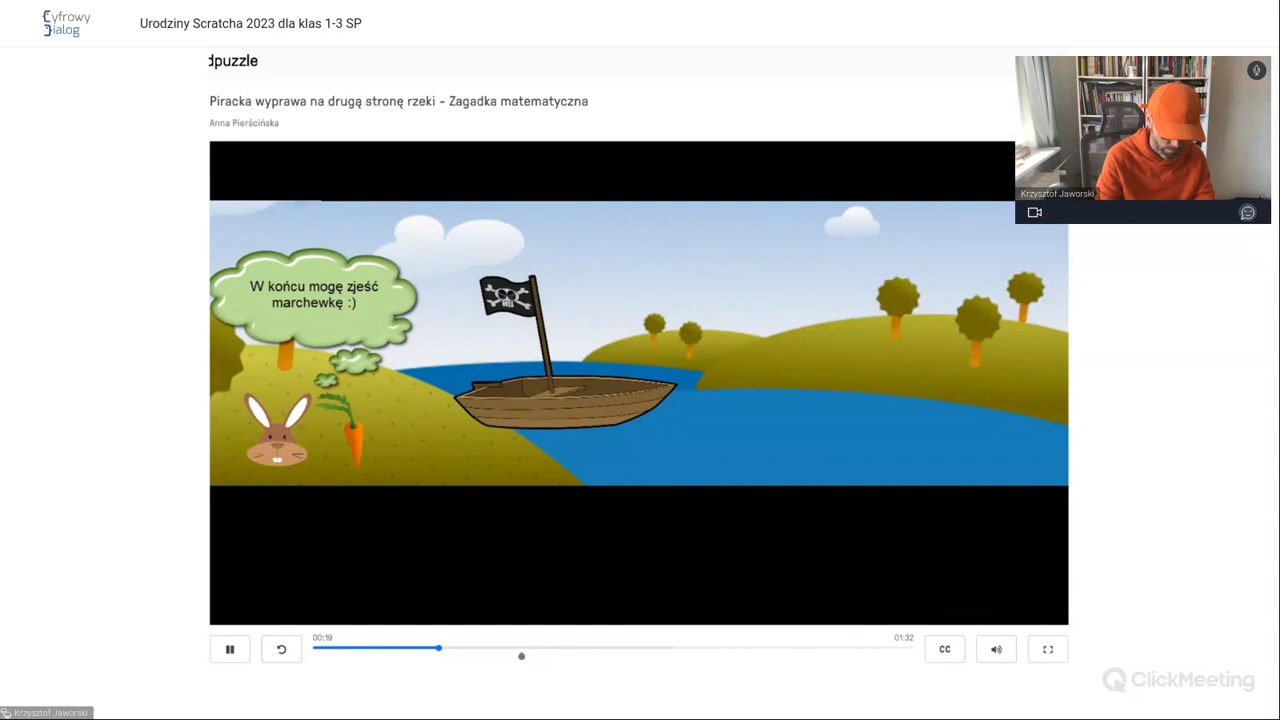 Cyfrowy
Dialog
Urodziny Scratcha 2023 dla klas 1-3 SP
dpuzzle
Piracka wyprawa na drugą stronę rzeki - Zagadka matematyczna
Anna Pierścińska
Krzysztof Jaworski
W końcu mogę zjeść
marchewkę :)
00:19
01:32
CC
ClickMeeting
Krzysztof Jaworski